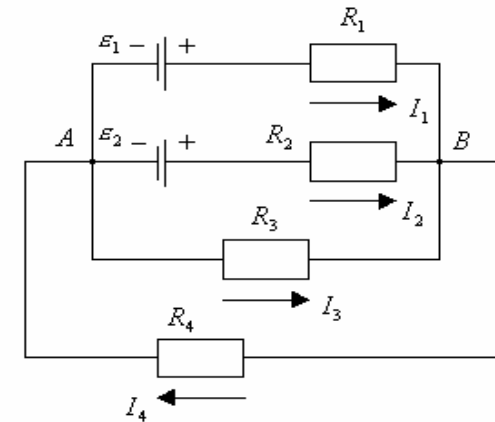 ε₁ − + R₁
I₁
A ε₂ − + R₂ B
I₂
R₃
I₃
R₄
I₄